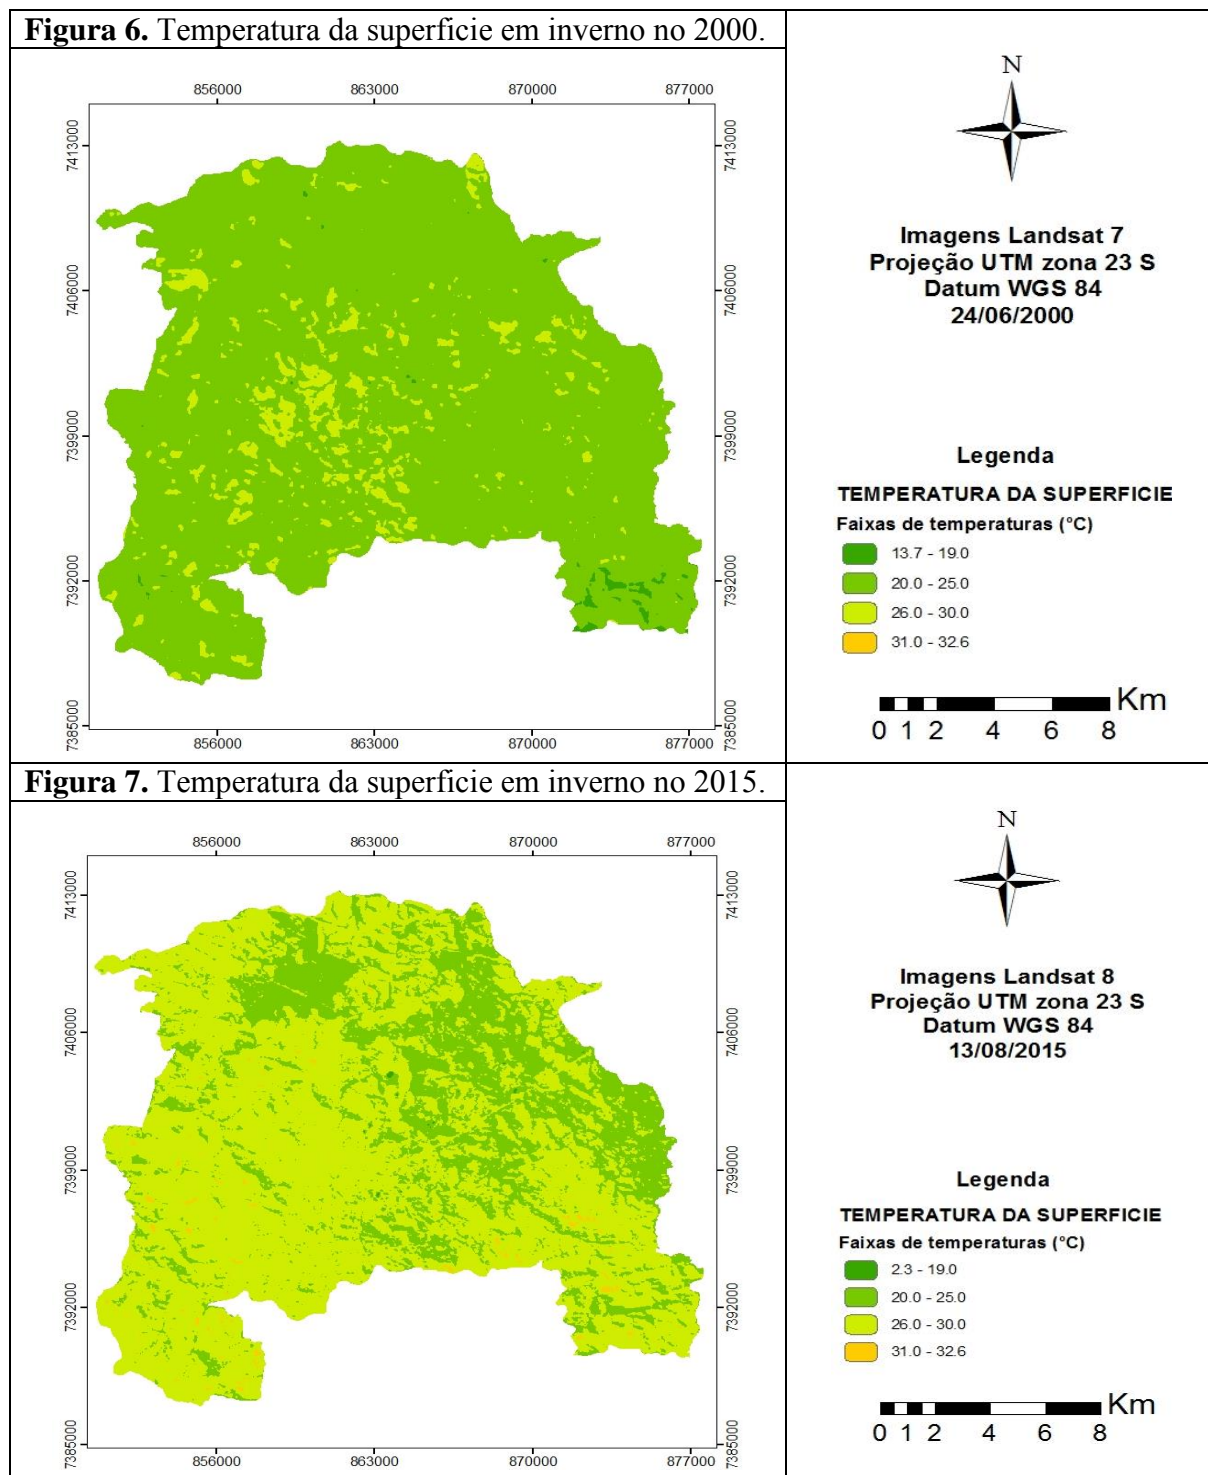 Figura 6. Temperatura da superficie em inverno no 2000.
856000 863000 870000 877000
7413000 7413000
7406000 7406000
7399000 7399000
7392000 7392000
7385000 7385000
856000 863000 870000 877000
N
Imagens Landsat 7
Projeção UTM zona 23 S
Datum WGS 84
24/06/2000
Legenda
TEMPERATURA DA SUPERFICIE
Faixas de temperaturas (°C)
13.7 - 19.0
20.0 - 25.0
26.0 - 30.0
31.0 - 32.6
Km
0 1 2 4 6 8
Figura 7. Temperatura da superficie em inverno no 2015.
856000 863000 870000 877000
7413000 7413000
7406000 7406000
7399000 7399000
7392000 7392000
7385000 7385000
856000 863000 870000 877000
N
Imagens Landsat 8
Projeção UTM zona 23 S
Datum WGS 84
13/08/2015
Legenda
TEMPERATURA DA SUPERFICIE
Faixas de temperaturas (°C)
2.3 - 19.0
20.0 - 25.0
26.0 - 30.0
31.0 - 32.6
Km
0 1 2 4 6 8